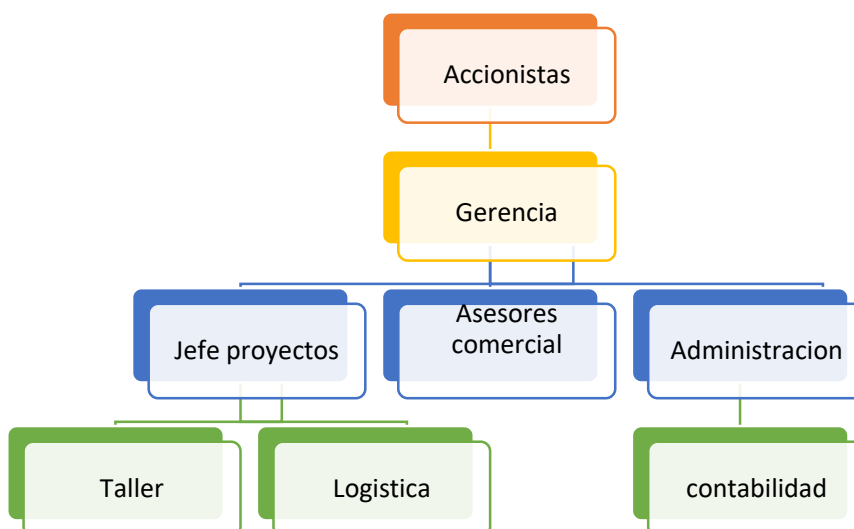 Accionistas
Gerencia
Jefe proyectos
Asesores
comercial
Administracion
Taller
Logistica
contabilidad